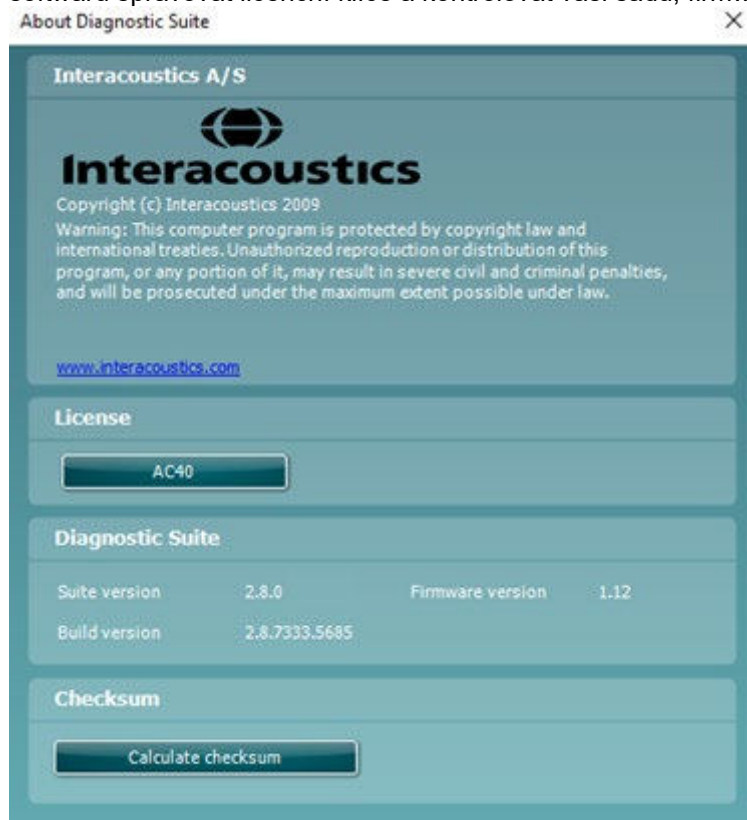 About Diagnostic Suite
Interacoustics A/S
Interacoustics
Copyright (c) Interacoustics 2009
Warning: This computer program is protected by copyright law and
international treaties. Unauthorized reproduction or distribution of this
program, or any portion of it, may result in severe civil and criminal penalties,
and will be prosecuted under the maximum extent possible under law.
www.interacoustics.com
License
AC40
Diagnostic Suite
Suite version 2.8.0 Firmware version 1.12
Build version 2.8.7333.5685
Checksum
Calculate checksum